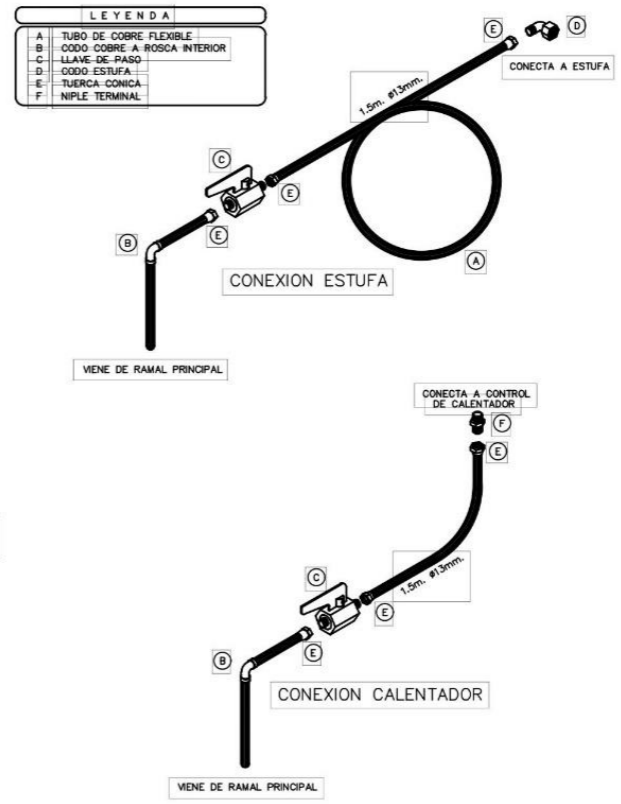 LEYENDA
A TUBO DE COBRE FLEXIBLE
B CODO COBRE A ROSCA INTERIOR
C LLAVE DE PASO
D CODO ESTUFA
E TUERCA CONICA
F NIPLE TERMINAL
E
D
CONECTA A ESTUFA
1.5m. ø13mm.
C
E
E
B
A
CONEXION ESTUFA
VIENE DE RAMAL PRINCIPAL
CONECTA A CONTROL
DE CALENTADOR
F
E
1.5m. ø13mm.
C
E
E
B
CONEXION CALENTADOR
VIENE DE RAMAL PRINCIPAL